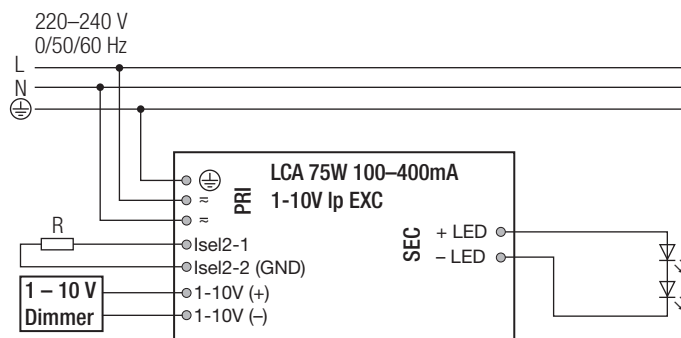 220–240 V
0/50/60 Hz
L
N
LCA 75W 100–400mA
1-10V lp EXC
PRI
≂
≂
R
Isel2-1
Isel2-2 (GND)
1-10V (+)
1-10V (–)
1 – 10 V
Dimmer
SEC
+ LED
– LED